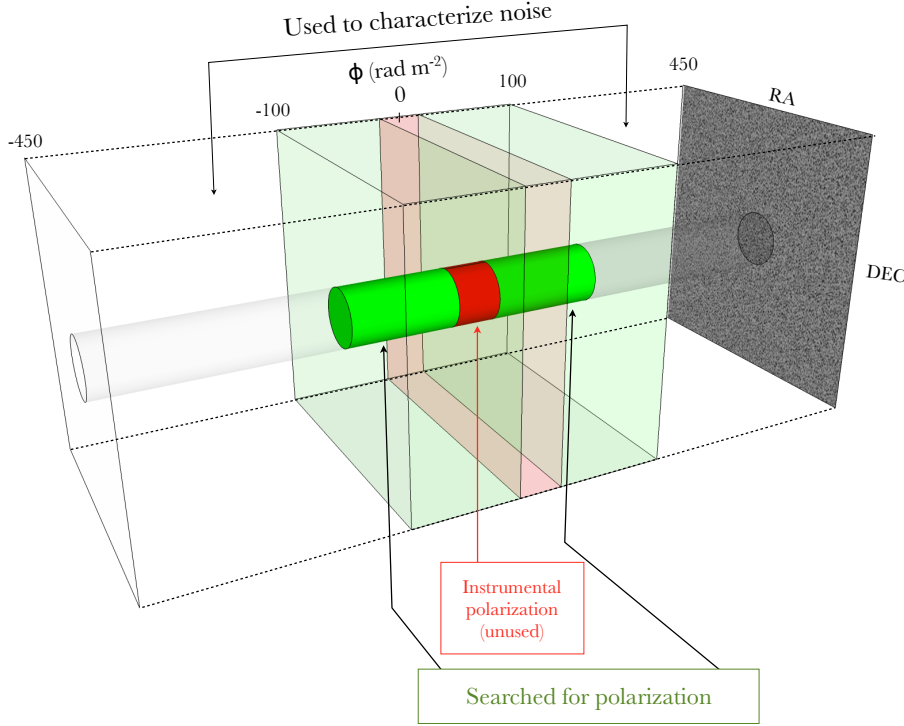 Used to characterize noise
ϕ (rad m⁻²)
-450
-100
0
100
450
RA
DEC
Instrumental
polarization
(unused)
Searched for polarization